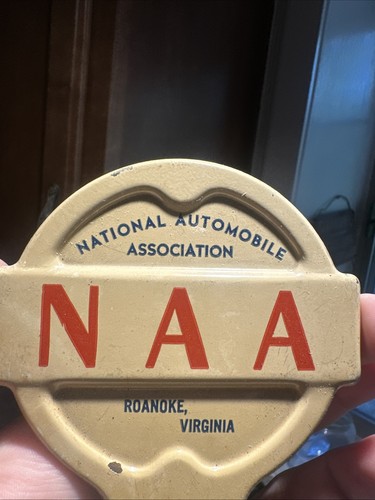 NATIONAL AUTOMOBILE
ASSOCIATION
NAA
ROANOKE,
VIRGINIA